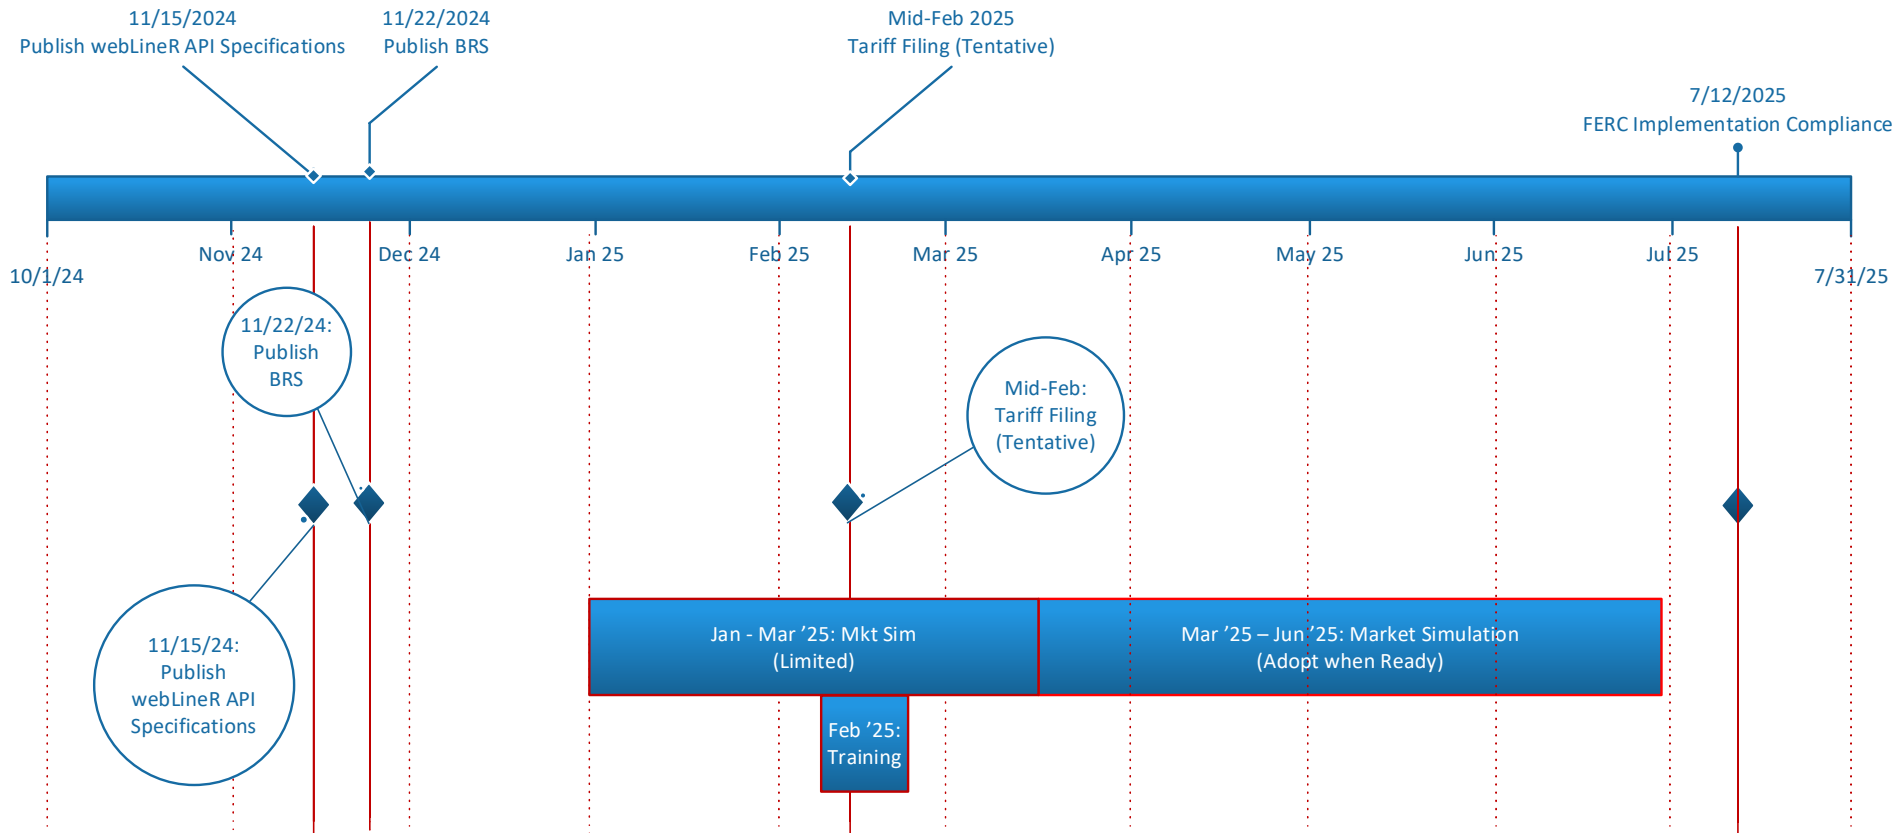 11/15/2024
Publish webLineR API Specifications
11/22/2024
Publish BRS
Mid-Feb 2025
Tariff Filing (Tentative)
7/12/2025
FERC Implementation Compliance
10/1/24
Nov 24
Dec 24
Jan 25
Feb 25
Mar 25
Apr 25
May 25
Jun 25
Jul 25
7/31/25
11/22/24:
Publish
BRS
Mid-Feb:
Tariff Filing
(Tentative)
11/15/24:
Publish
webLineR API
Specifications
Jan - Mar ’25: Mkt Sim
(Limited)
Mar ’25 – Jun ’25: Market Simulation
(Adopt when Ready)
Feb ’25:
Training